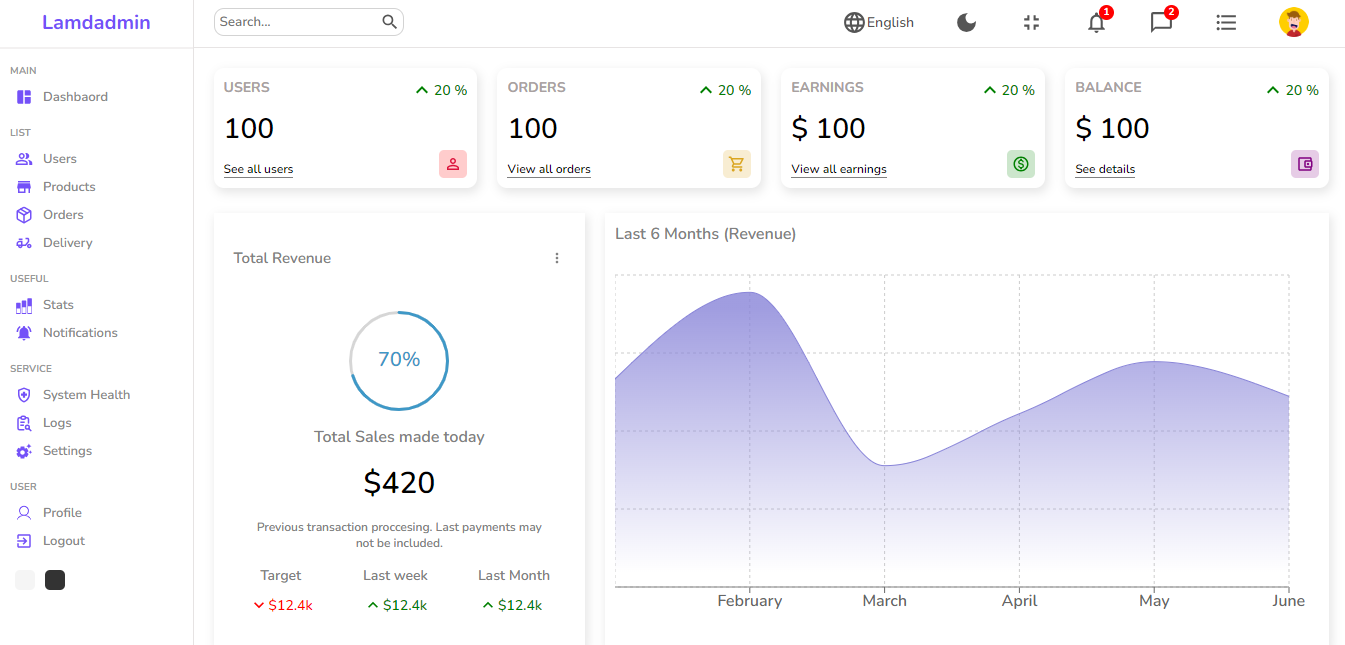 Lamdadmin
Search...
English
1
2
MAIN
Dashbaord
LIST
Users
Products
Orders
Delivery
USEFUL
Stats
Notifications
SERVICE
System Health
Logs
Settings
USER
Profile
Logout
USERS
20 %
100
See all users
ORDERS
20 %
100
View all orders
EARNINGS
20 %
$ 100
View all earnings
BALANCE
20 %
$ 100
See details
Total Revenue
70%
Total Sales made today
$420
Previous transaction proccesing. Last payments may
not be included.
Target Last week Last Month
$12.4k $12.4k $12.4k
Last 6 Months (Revenue)
February March April May June